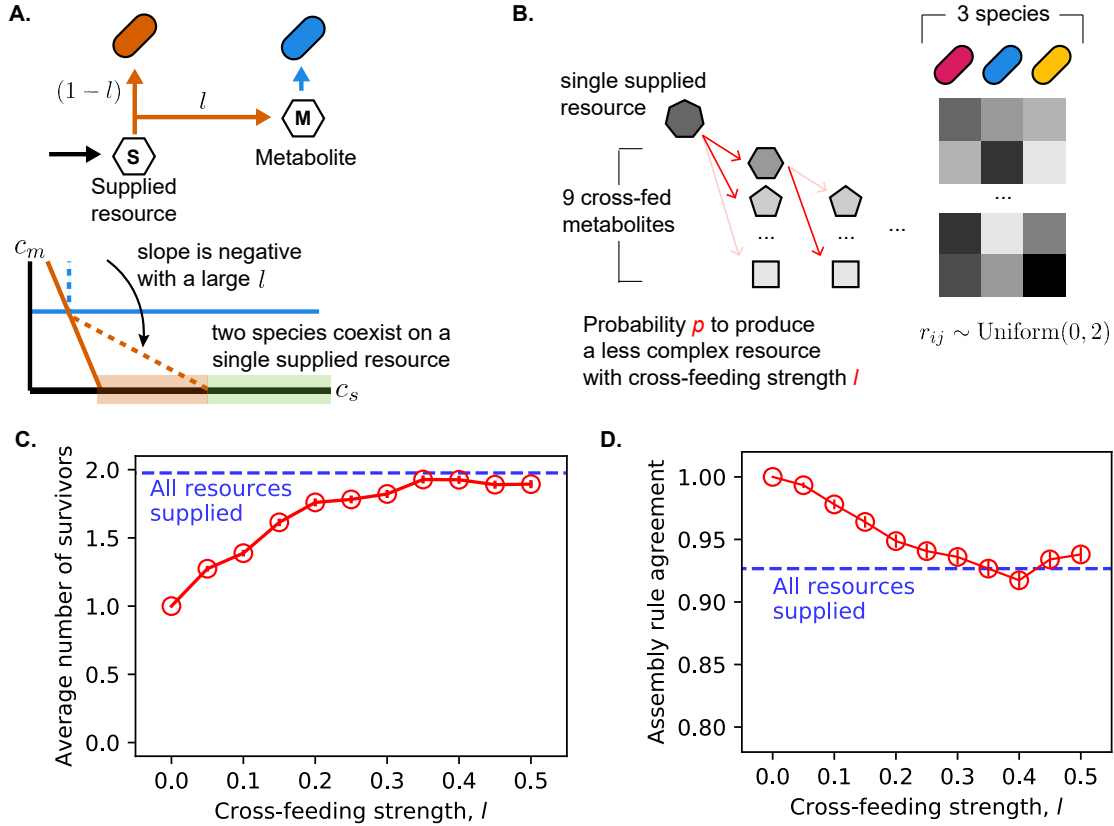 A.
(1 − l)
l
S
M
Supplied
resource
Metabolite
c_m
slope is negative
with a large l
two species coexist on a
single supplied resource
c_s
B.
3 species
single supplied
resource
9 cross-fed
metabolites
...
...
...
...
Probability p to produce
a less complex resource
with cross-feeding strength l
r_ij ∼ Uniform(0, 2)
C.
Average number of survivors
2.0
1.5
1.0
0.5
0.0
All resources
supplied
0.0 0.1 0.2 0.3 0.4 0.5
Cross-feeding strength, l
D.
Assembly rule agreement
1.00
0.95
0.90
0.85
0.80
All resources
supplied
0.0 0.1 0.2 0.3 0.4 0.5
Cross-feeding strength, l